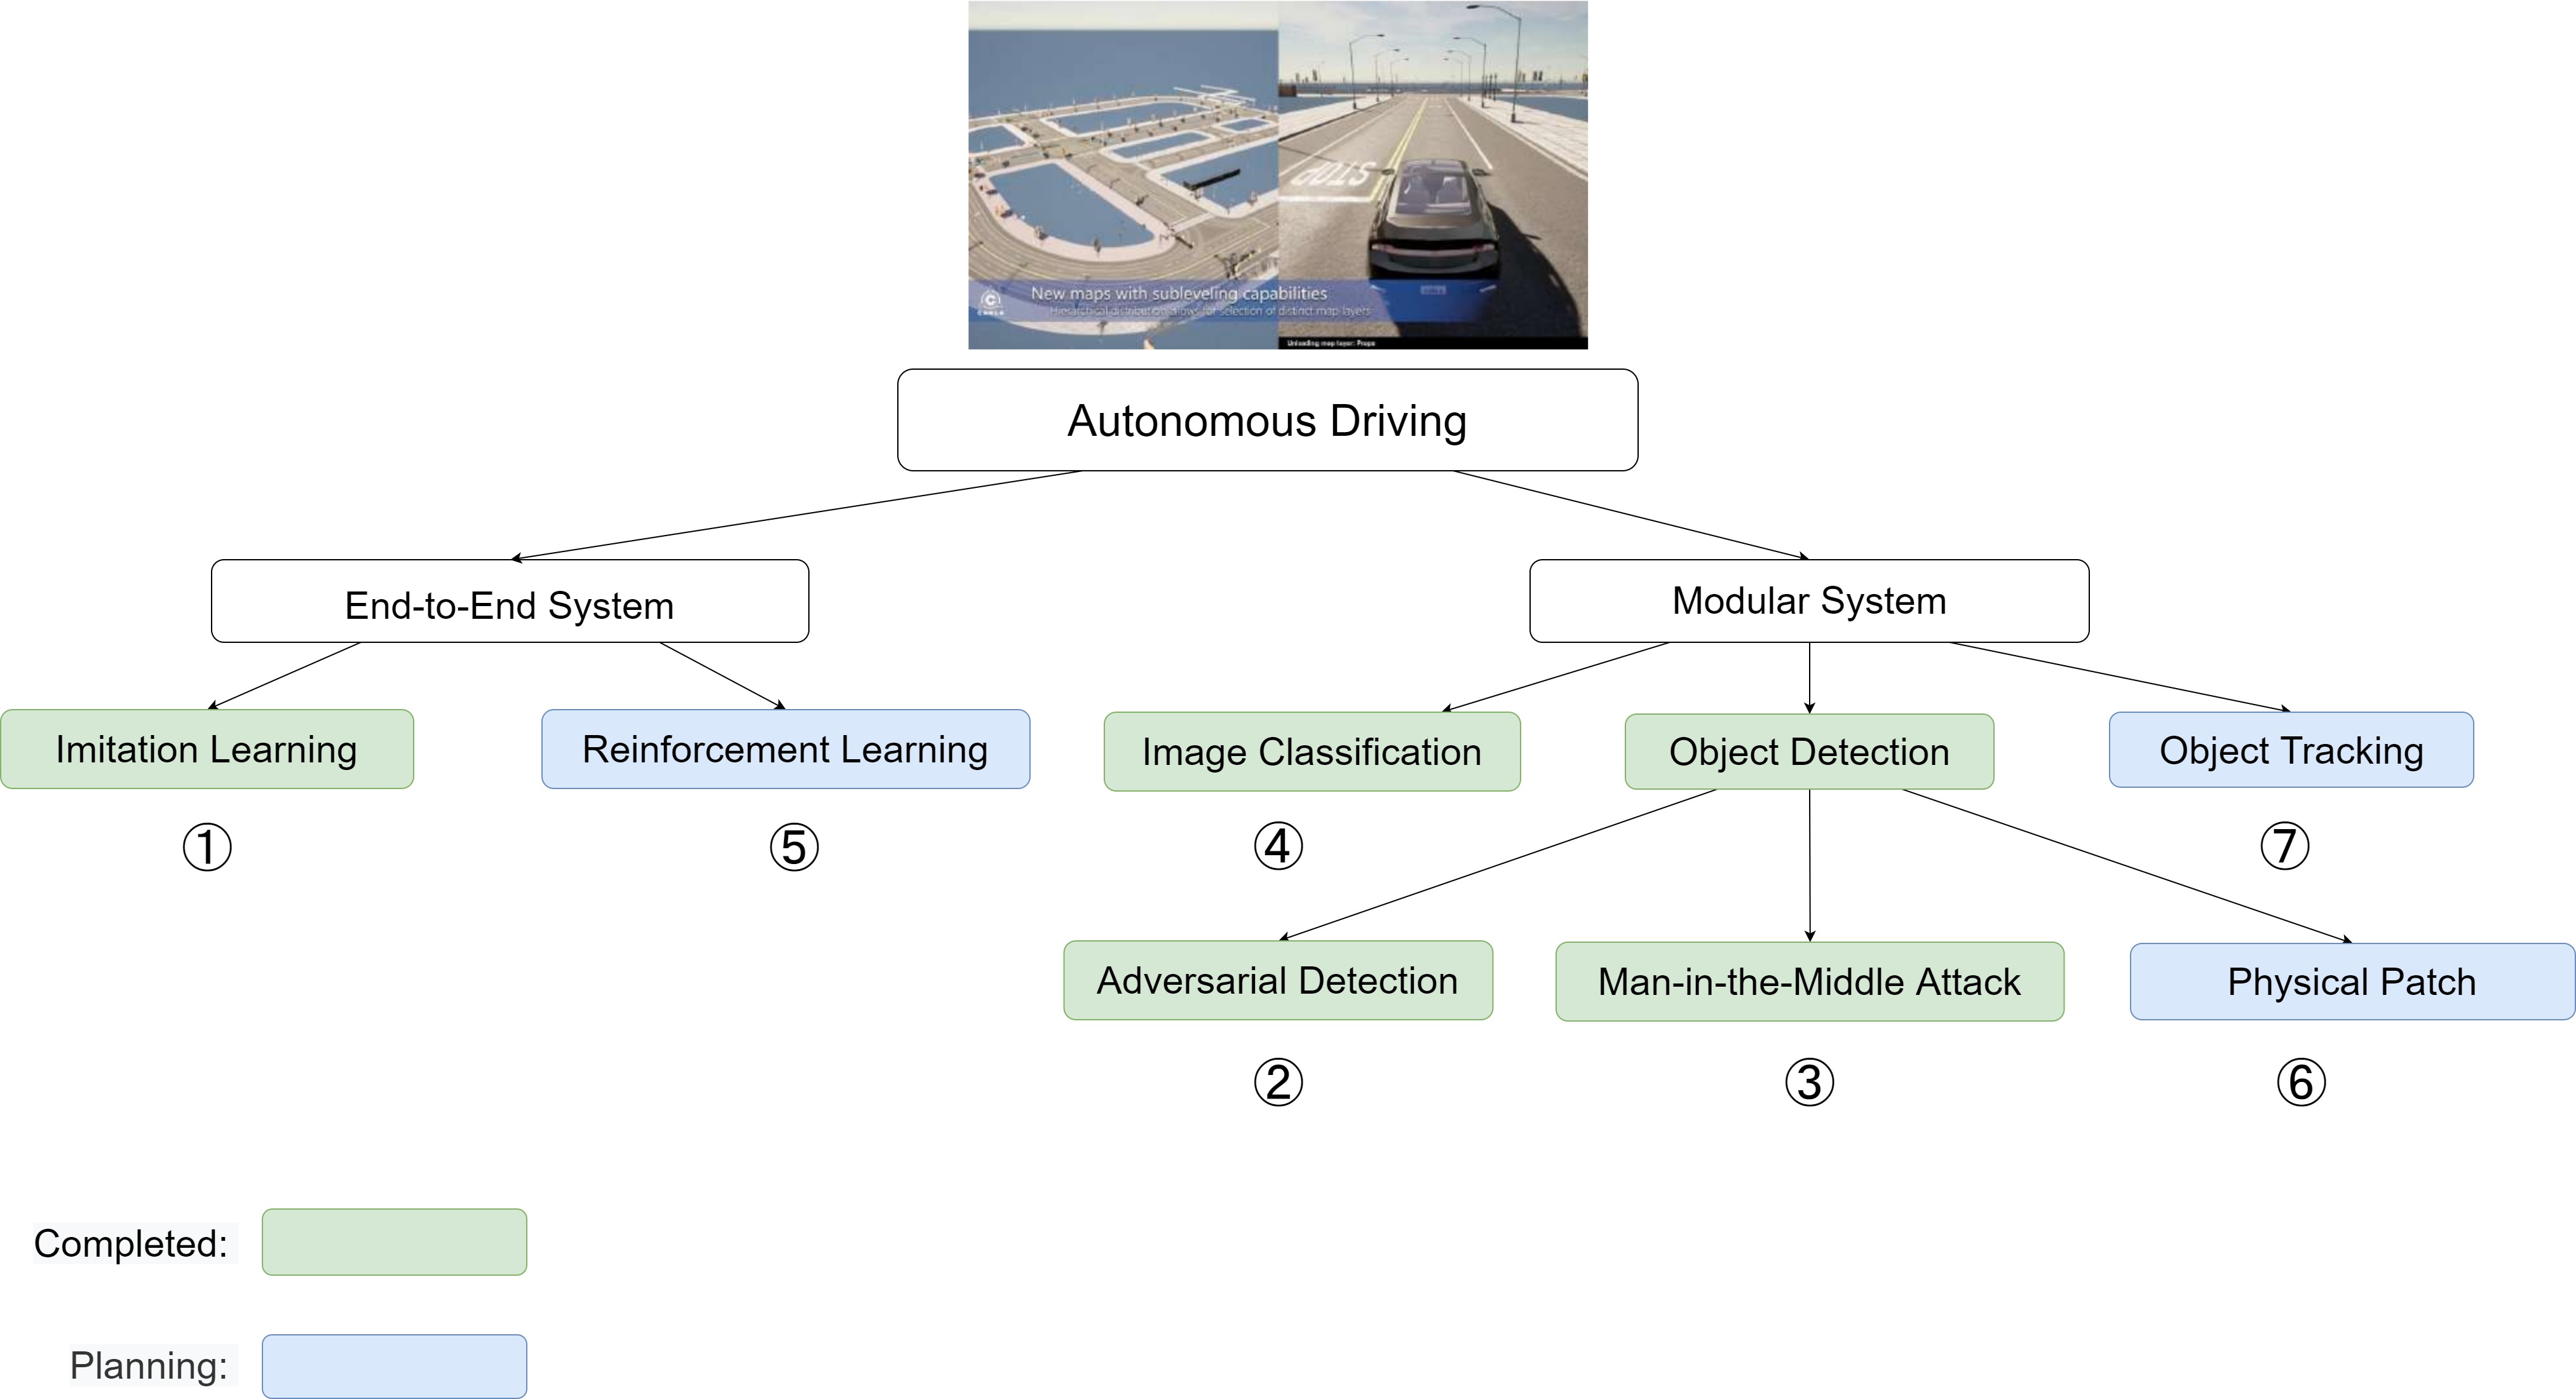 STOP
New maps with subleveling capabilities
Hierarchical distribution allows for selection of distinct map layers
CARLA
Unloading map layer: Props
Autonomous Driving
End-to-End System
Modular System
Imitation Learning
Reinforcement Learning
Image Classification
Object Detection
Object Tracking
①
⑤
④
⑦
Adversarial Detection
Man-in-the-Middle Attack
Physical Patch
②
③
⑥
Completed:
Planning: